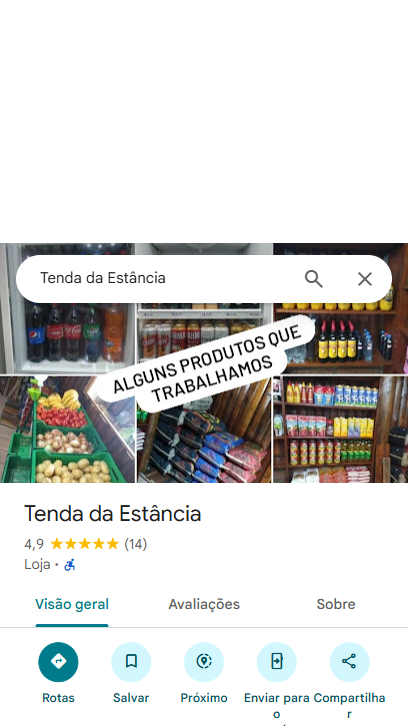 Tenda da Estância
ALGUNS PRODUTOS QUE
TRABALHAMOS
Tenda da Estância
4,9 (14)
Loja ·
Visão geral
Avaliações
Sobre
Rotas
Salvar
Próximo
Enviar para o
Compartilhar